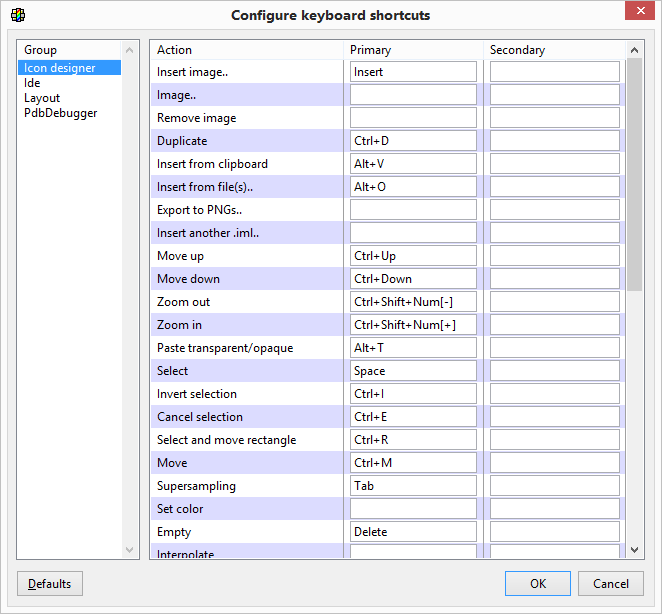 Configure keyboard shortcuts
Group
Icon designer
Ide
Layout
PdbDebugger
Action Primary Secondary
Insert image.. Insert
Image..
Remove image
Duplicate Ctrl+D
Insert from clipboard Alt+V
Insert from file(s).. Alt+O
Export to PNGs..
Insert another .iml..
Move up Ctrl+Up
Move down Ctrl+Down
Zoom out Ctrl+Shift+Num[-]
Zoom in Ctrl+Shift+Num[+]
Paste transparent/opaque Alt+T
Select Space
Invert selection Ctrl+I
Cancel selection Ctrl+E
Select and move rectangle Ctrl+R
Move Ctrl+M
Supersampling Tab
Set color
Empty Delete
Interpolate
Defaults OK Cancel